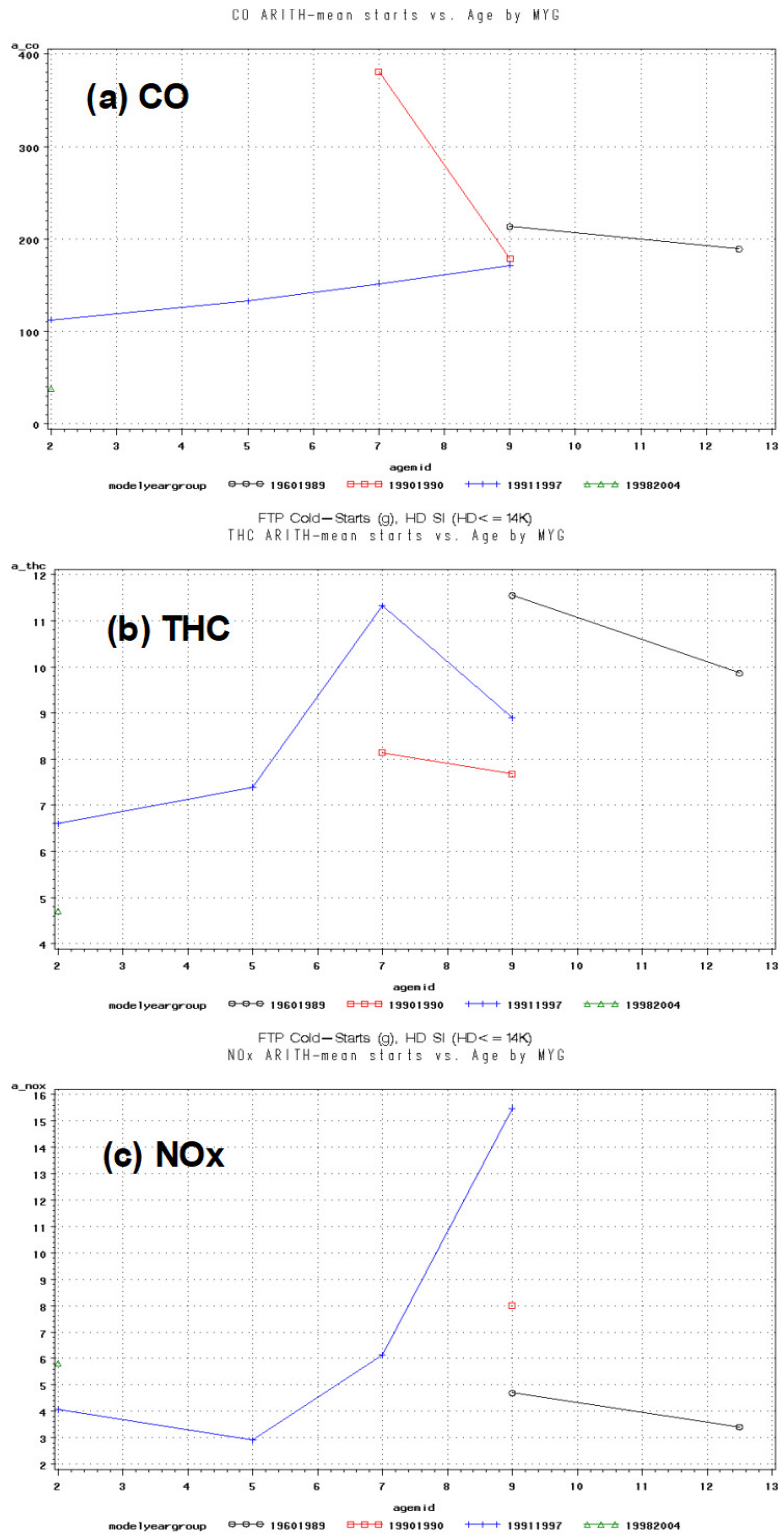 CO ARITH-mean starts vs. Age by MYG
a_co
400
(a) CO
300
200
100
0
2 3 4 5 6 7 8 9 10 11 12 13
agemid
modelyeargroup 19601989 19901990 19911997 19982004
FTP Cold-Starts (g), HD SI (HD<=14K)
THC ARITH-mean starts vs. Age by MYG
a_thc
12
11
(b) THC
10
9
8
7
6
5
4
2 3 4 5 6 7 8 9 10 11 12 13
agemid
modelyeargroup 19601989 19901990 19911997 19982004
FTP Cold-Starts (g), HD SI (HD<=14K)
NOx ARITH-mean starts vs. Age by MYG
a_nox
16
15
14
(c) NOx
13
12
11
10
9
8
7
6
5
4
3
2
2 3 4 5 6 7 8 9 10 11 12 13
agemid
modelyeargroup 19601989 19901990 19911997 19982004